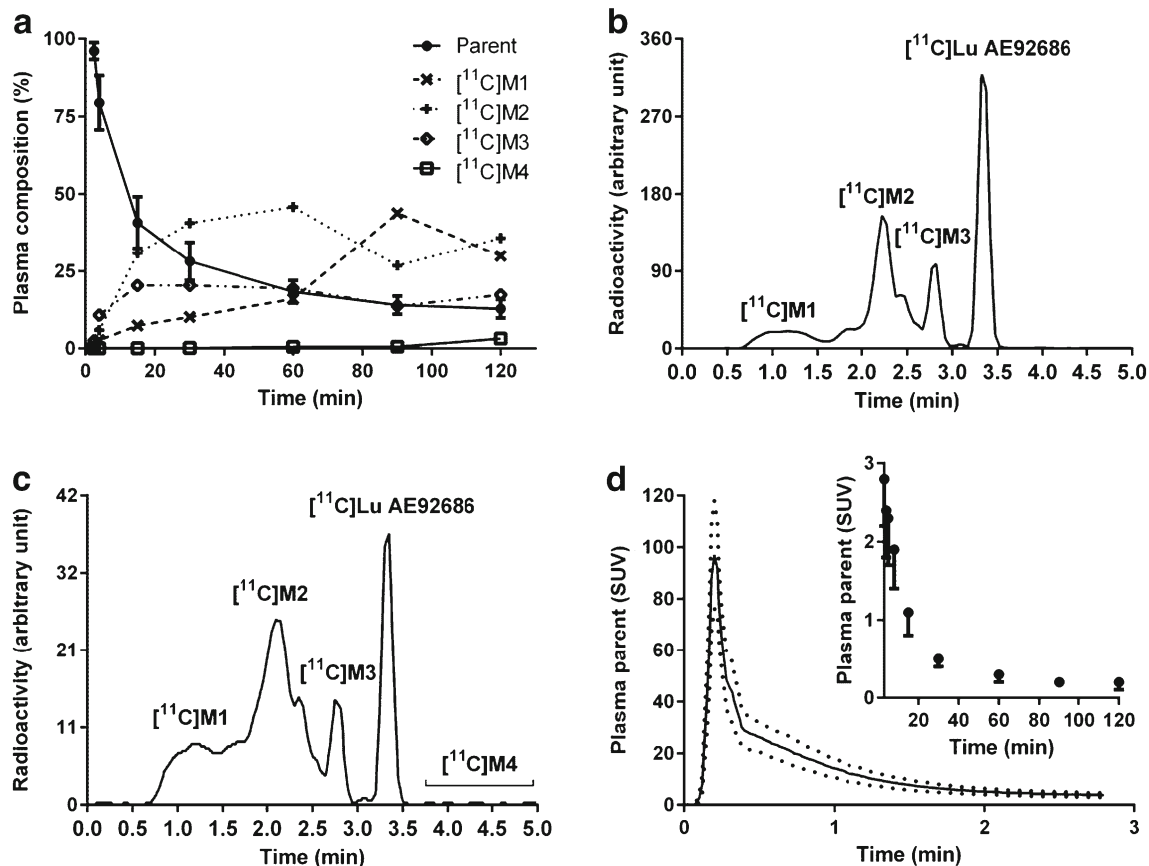 a
Plasma composition (%)
100
75
50
25
0
0 20 40 60 80 100 120
Time (min)
Parent
[11C]M1
[11C]M2
[11C]M3
[11C]M4
b
Radioactivity (arbitrary unit)
360
270
180
90
0
0.0 0.5 1.0 1.5 2.0 2.5 3.0 3.5 4.0 4.5 5.0
Time (min)
[11C]Lu AE92686
[11C]M2
[11C]M3
[11C]M1
c
Radioactivity (arbitrary unit)
42
32
21
11
0
0.0 0.5 1.0 1.5 2.0 2.5 3.0 3.5 4.0 4.5 5.0
Time (min)
[11C]Lu AE92686
[11C]M2
[11C]M3
[11C]M1
[11C]M4
d
Plasma parent (SUV)
120
100
80
60
40
20
0
0 1 2 3
Time (min)
Plasma parent (SUV)
3
2
1
0
20 40 60 80 100 120
Time (min)